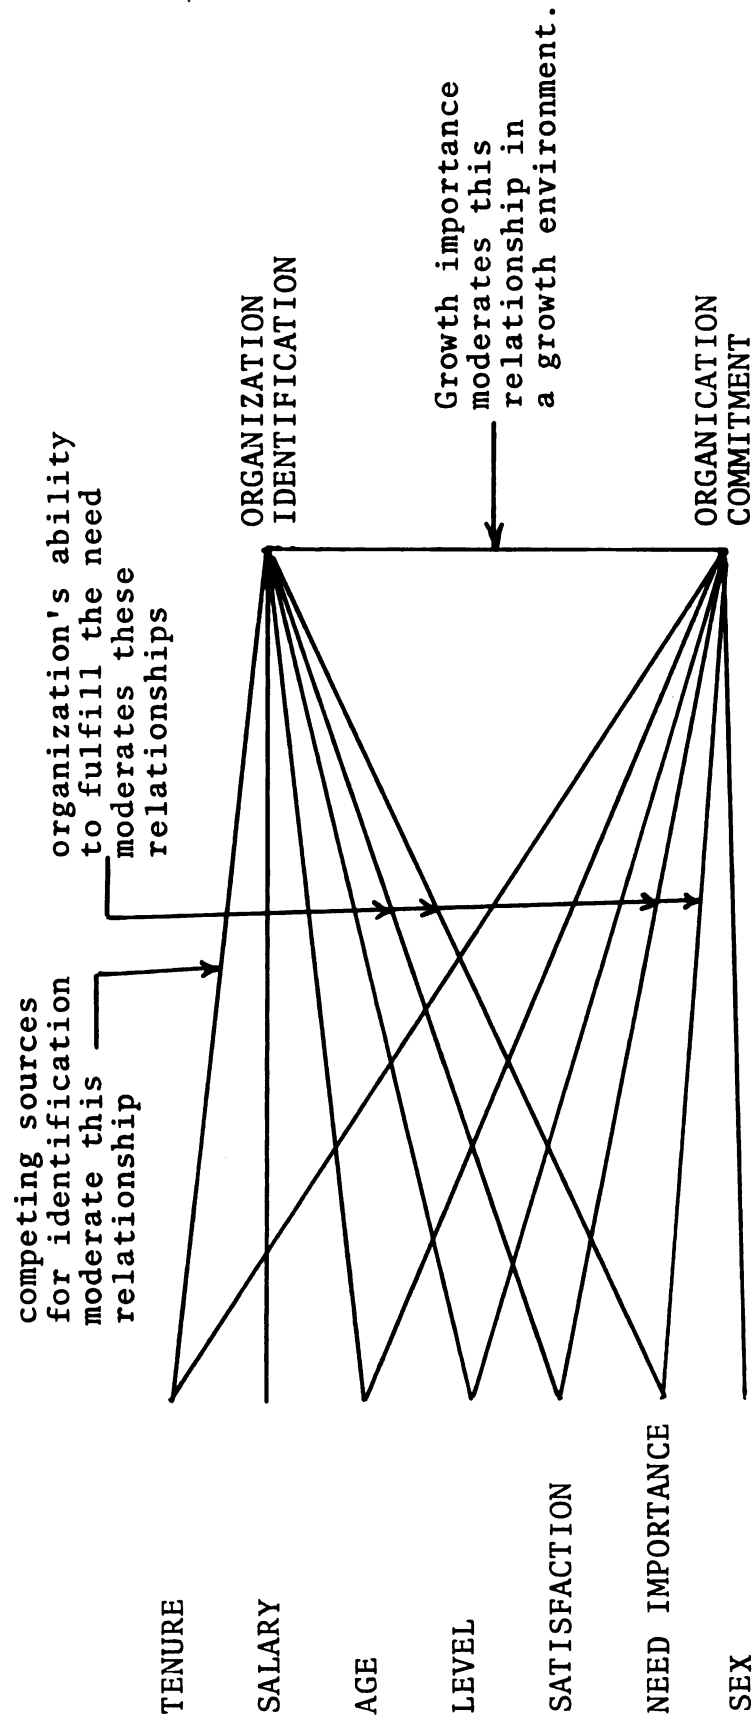 competing sources
for identification
moderate this
relationship
organization's ability
to fulfill the need
moderates these
relationships
TENURE
SALARY
AGE
LEVEL
SATISFACTION
NEED IMPORTANCE
SEX
ORGANIZATION
IDENTIFICATION
Growth importance
moderates this
relationship in
a growth environment.
ORGANICATION
COMMITMENT